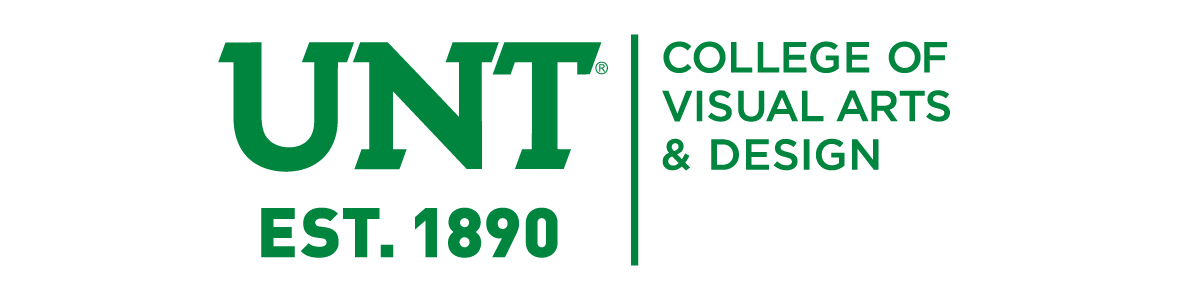 UNT®
EST. 1890
COLLEGE OF
VISUAL ARTS
& DESIGN